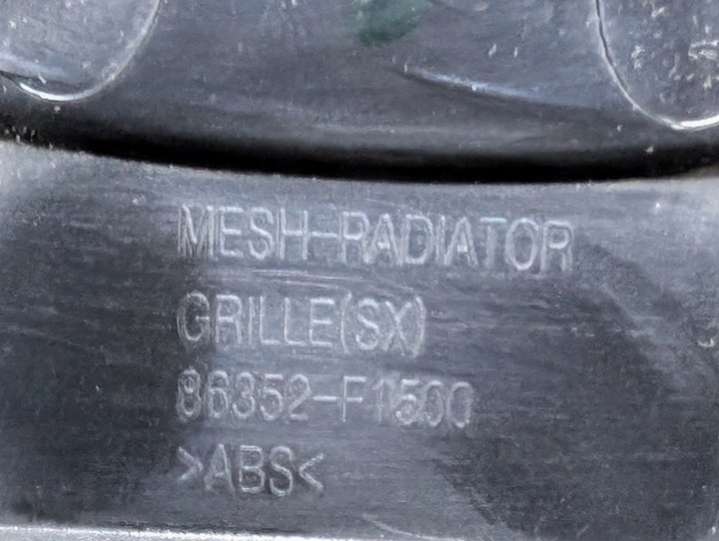 MESH-RADIATOR
GRILLE(SX)
86352-F1500
>ABS<